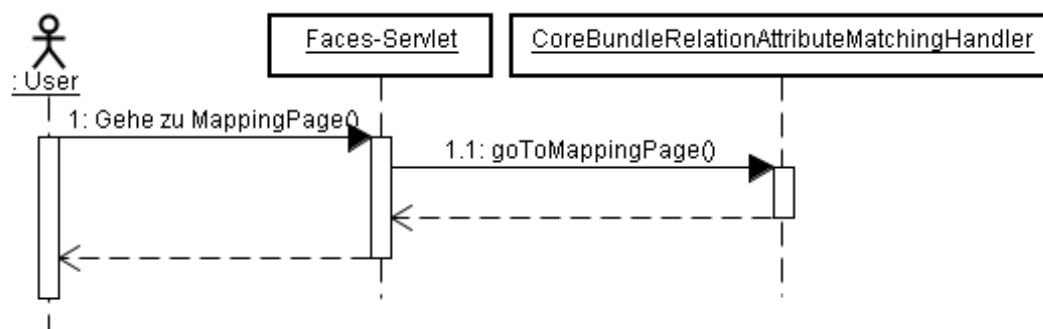 Faces-Servlet
CoreBundleRelationAttributeMatchingHandler
: User
1: Gehe zu MappingPage()
1.1: goToMappingPage()